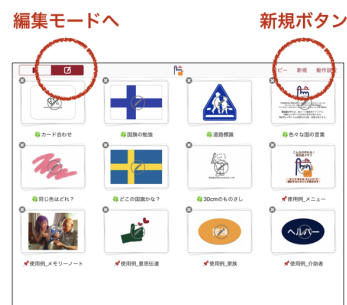 編集モードへ
新規ボタン
ピー 新規 動作設定
カード合わせ
国旗の勉強
道路標識
色々な国の言葉
同じ色はどれ?
どこの国旗かな?
30cmのものさし
使用例_メニュー
ヘルパー
使用例_メモリーノート
使用例_意思伝達
使用例_家族
使用例_介助者